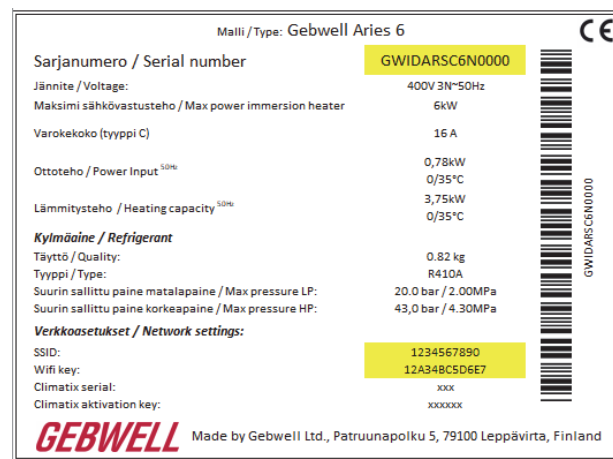 Malli/Type: Gebwell Aries 6
CE
Sarjanumero / Serial number GWIDARSC6N0000
Jännite / Voltage: 400V 3N~50Hz
Maksimi sähkövastusteho / Max power immersion heater 6kW
Varokekoko (tyyppi C) 16 A
Ottoteho / Power Input 50Hz 0,78kW
0/35°C
Lämmitysteho / Heating capacity 50Hz 3,75kW
0/35°C
Kylmäaine / Refrigerant
Täyttö / Quality: 0.82 kg
Tyyppi / Type: R410A
Suurin sallittu paine matalapaine / Max pressure LP: 20.0 bar / 2.00MPa
Suurin sallittu paine korkeapaine / Max pressure HP: 43,0 bar / 4.30MPa
Verkkoasetukset / Network settings:
SSID: 1234567890
Wifi key: 12A34BC5D6E7
Climatix serial: xxx
Climatix aktivation key: xxxxxx
GWIDARSC6N0000
GEBWELL Made by Gebwell Ltd., Patruunapolku 5, 79100 Leppävirta, Finland